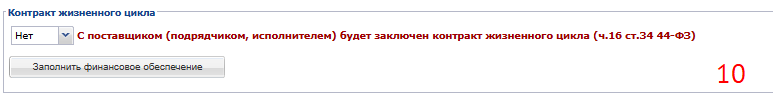 Контракт жизненного цикла
Нет С поставщиком (подрядчиком, исполнителем) будет заключен контракт жизненного цикла (ч.16 ст.34 44-ФЗ)
Заполнить финансовое обеспечение
10